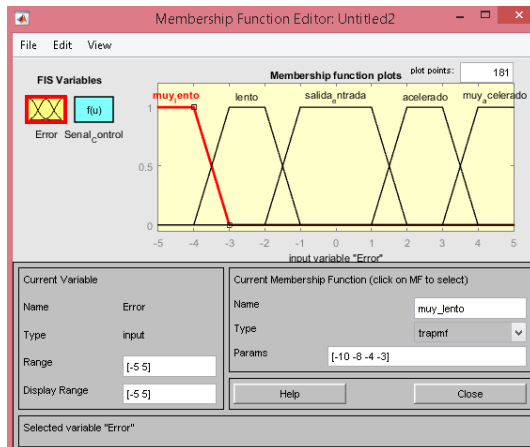 Membership Function Editor: Untitled2
File Edit View
FIS Variables
f(u)
Error Senal_Control
Membership function plots plot points: 181
muy_lento lento salida_entrada acelerado muy_acelerado
1
0.5
0
-5 -4 -3 -2 -1 0 1 2 3 4 5
input variable "Error"
Current Variable
Name Error
Type input
Range [-5 5]
Display Range [-5 5]
Current Membership Function (click on MF to select)
Name muy_lento
Type trapmf
Params [-10 -8 -4 -3]
Help Close
Selected variable "Error"